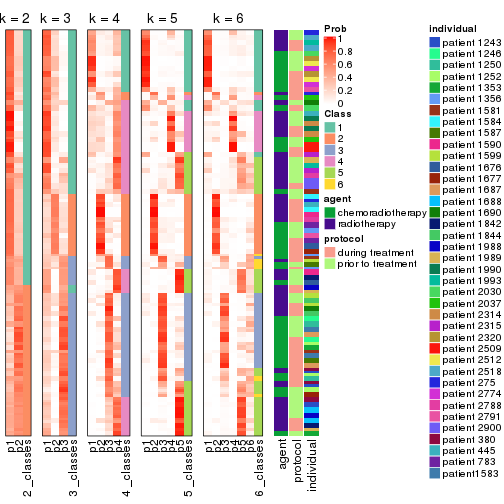 k = 2
k = 3
k = 4
k = 5
k = 6
p1
p2
2_classes
p1
p2
p3
3_classes
p1
p2
p3
p4
4_classes
p1
p2
p3
p4
p5
5_classes
p1
p2
p3
p4
p5
p6
6_classes
agent
protocol
individual
Prob
1
0.8
0.6
0.4
0.2
0
Class
1
2
3
4
5
6
agent
chemoradiotherapy
radiotherapy
protocol
during treatment
prior to treatment
individual
patient 1243
patient 1246
patient 1250
patient 1252
patient 1353
patient 1356
patient 1581
patient 1584
patient 1587
patient 1590
patient 1599
patient 1676
patient 1677
patient 1687
patient 1688
patient 1690
patient 1842
patient 1844
patient 1988
patient 1989
patient 1990
patient 1993
patient 2030
patient 2037
patient 2314
patient 2315
patient 2320
patient 2509
patient 2512
patient 2518
patient 275
patient 2774
patient 2788
patient 2791
patient 2900
patient 380
patient 445
patient 783
patient1583